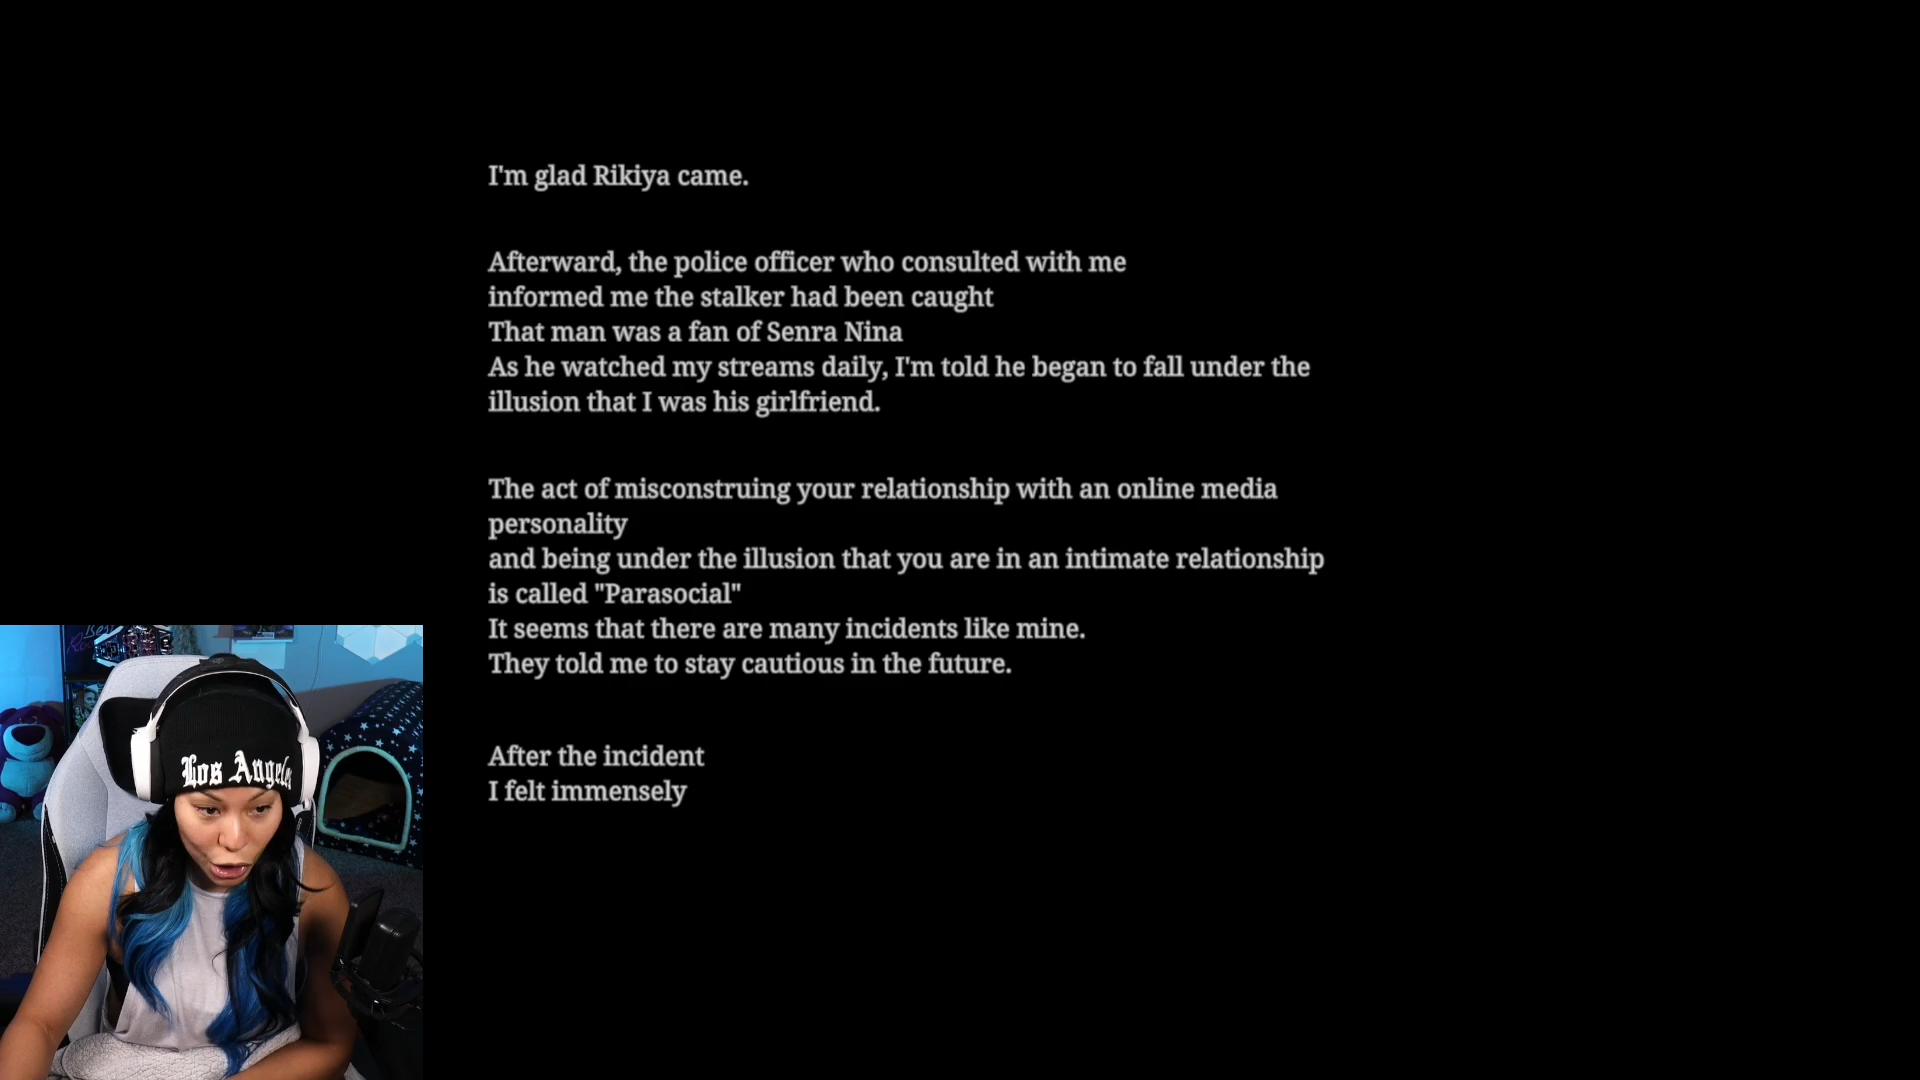 I'm glad Rikiya came.
Afterward, the police officer who consulted with me
informed me the stalker had been caught
That man was a fan of Senra Nina
As he watched my streams daily, I'm told he began to fall under the
illusion that I was his girlfriend.
The act of misconstruing your relationship with an online media
personality
and being under the illusion that you are in an intimate relationship
is called "Parasocial"
It seems that there are many incidents like mine.
They told me to stay cautious in the future.
After the incident
I felt immensely
Los Angeles